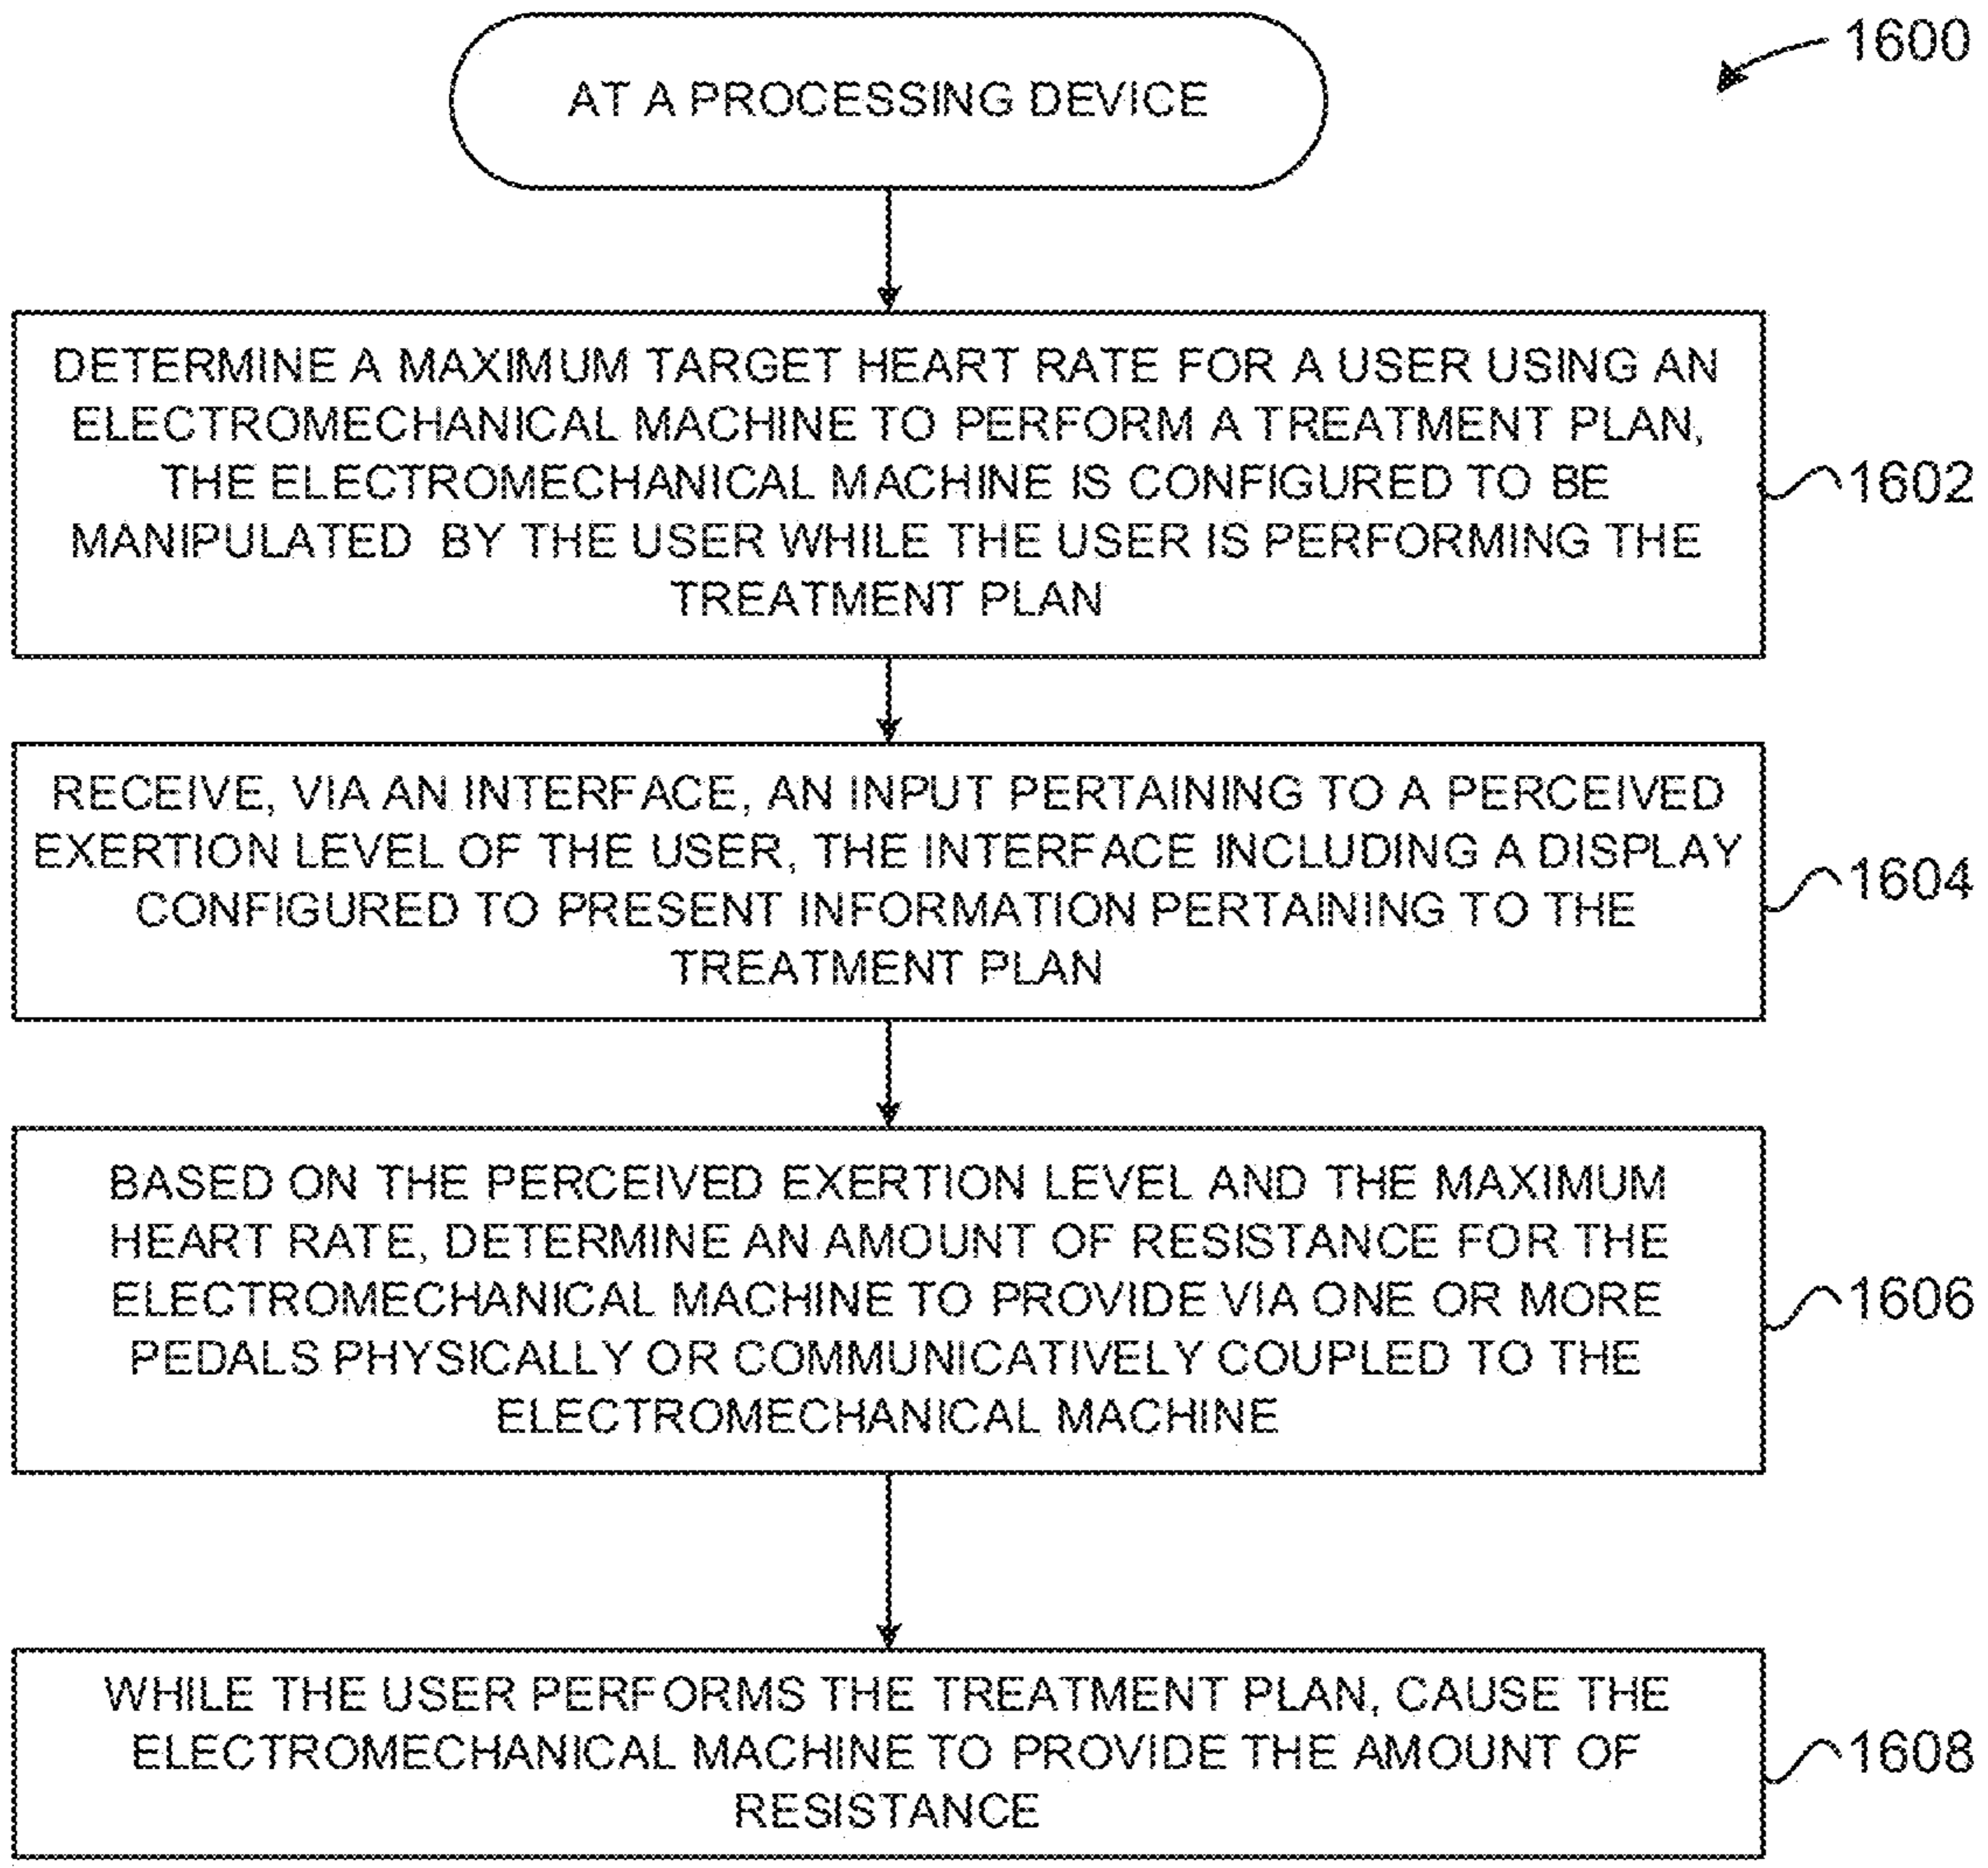 1600
AT A PROCESSING DEVICE
DETERMINE A MAXIMUM TARGET HEART RATE FOR A USER USING AN
ELECTROMECHANICAL MACHINE TO PERFORM A TREATMENT PLAN,
THE ELECTROMECHANICAL MACHINE IS CONFIGURED TO BE
MANIPULATED BY THE USER WHILE THE USER IS PERFORMING THE
TREATMENT PLAN
1602
RECEIVE, VIA AN INTERFACE, AN INPUT PERTAINING TO A PERCEIVED
EXERTION LEVEL OF THE USER, THE INTERFACE INCLUDING A DISPLAY
CONFIGURED TO PRESENT INFORMATION PERTAINING TO THE
TREATMENT PLAN
1604
BASED ON THE PERCEIVED EXERTION LEVEL AND THE MAXIMUM
HEART RATE, DETERMINE AN AMOUNT OF RESISTANCE FOR THE
ELECTROMECHANICAL MACHINE TO PROVIDE VIA ONE OR MORE
PEDALS PHYSICALLY OR COMMUNICATIVELY COUPLED TO THE
ELECTROMECHANICAL MACHINE
1606
WHILE THE USER PERFORMS THE TREATMENT PLAN, CAUSE THE
ELECTROMECHANICAL MACHINE TO PROVIDE THE AMOUNT OF
RESISTANCE
1608